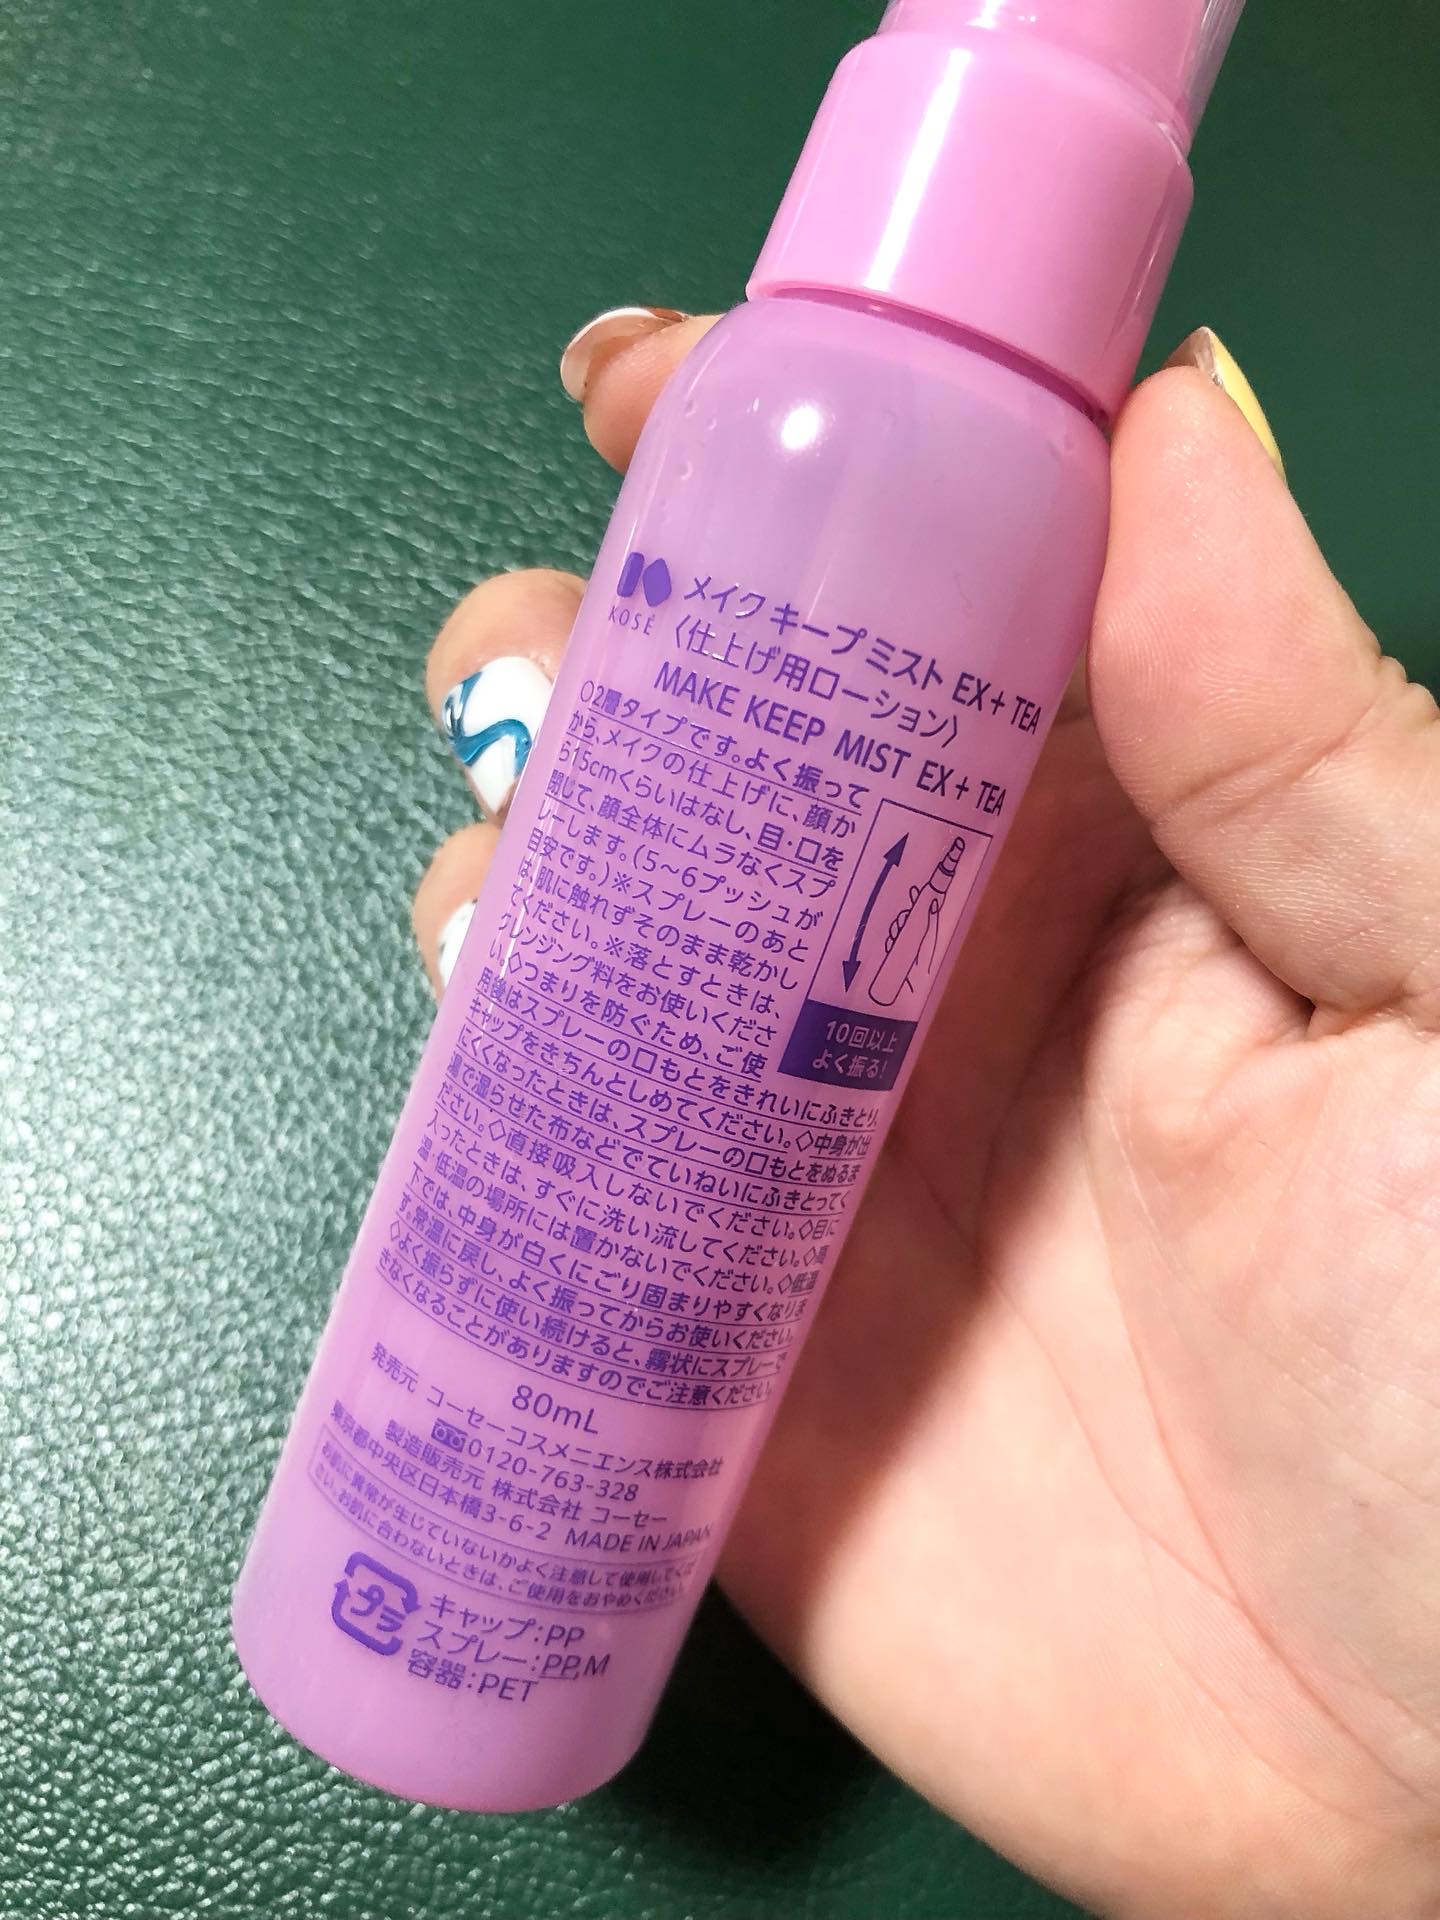 KOSÉ
メイク キープ ミスト EX+ TEA
〈仕上げ用ローション〉
MAKE KEEP MIST EX+ TEA
○2層タイプです。よく振って
から、メイクの仕上げに、顔か
ら15cmくらいはなし、目・口を
閉じて、顔全体にムラなくスプ
レーします。(5〜6プッシュが
目安です。)※スプレーのあと
は、肌に触れずそのまま乾かし
てください。※落とすときは、
クレンジング料をお使いくださ
い。◇つまりを防ぐため、ご使
用後はスプレーの口もとをきれいにふきとり、
キャップをきちんとしめてください。◇中身が出
にくくなったときは、スプレーの口もとをぬるま
湯で湿らせた布などでていねいにふきとってく
ださい。◇直接吸入しないでください。◇目に
入ったときは、すぐに洗い流してください。◇高
温・低温の場所には置かないでください。◇低温
下では、中身が白くにごり固まりやすくなりま
す。常温に戻し、よく振ってからお使いください。
◇よく振らずに使い続けると、霧状にスプレーで
きなくなることがありますのでご注意ください。
10回以上
よく振る!
80mL
発売元 コーセーコスメニエンス株式会社
0120-763-328
製造販売元 株式会社 コーセー
東京都中央区日本橋3-6-2 MADE IN JAPAN
お肌に異常が生じていないかよく注意して使用してくだ
さい。お肌に合わないときは、ご使用をおやめください。
プラ
キャップ:PP
スプレー:PP,M
容器:PET